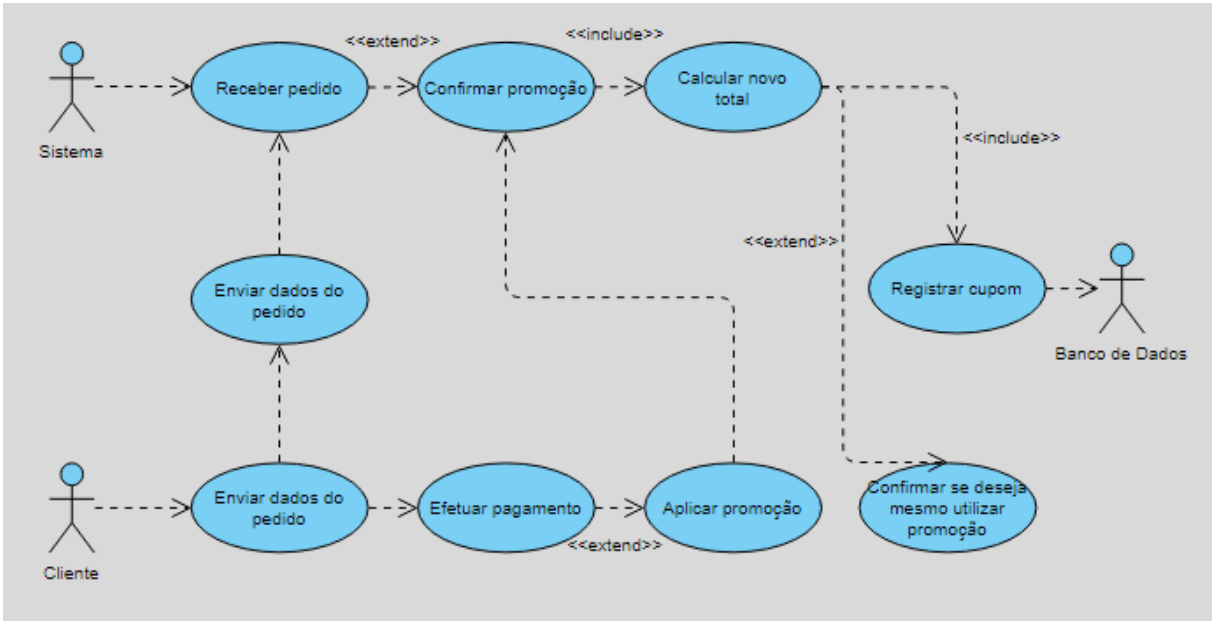 <<extend>>
<<include>>
Receber pedido
Confirmar promoção
Calcular novo
total
Sistema
<<include>>
<<extend>>
Enviar dados do
pedido
Registrar cupom
Banco de Dados
Enviar dados do
pedido
Efetuar pagamento
Aplicar promoção
Confirmar se deseja
mesmo utilizar
promoção
<<extend>>
Cliente